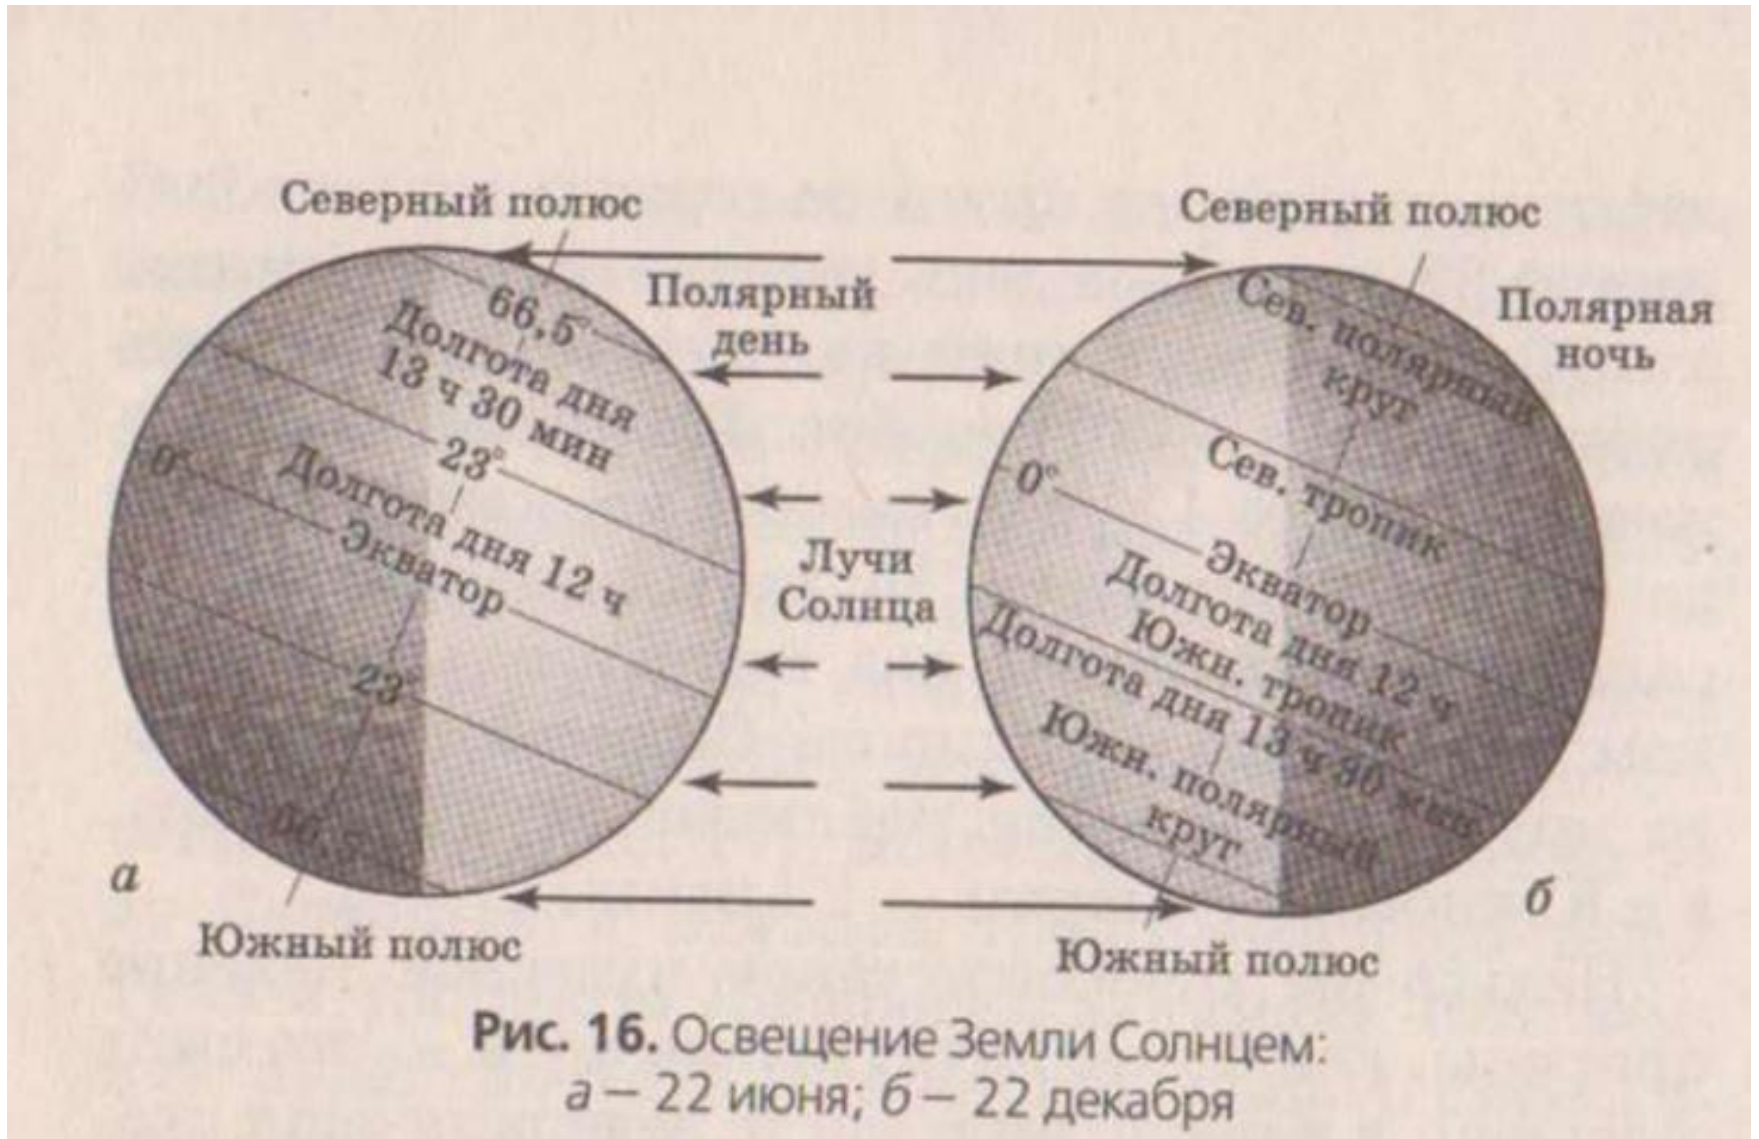 Северный полюс
66,5°
Долгота дня
13 ч 30 мин
23°
0°
Долгота дня 12 ч
Экватор
23°
66,5°
Южный полюс
а
Полярный
день
Лучи
Солнца
Северный полюс
Полярная
ночь
Сев. полярный
круг
Сев. тропик
0°
Экватор
Долгота дня 12 ч
Южн. тропик
Долгота дня 13 ч 30 мин
Южн. полярный
круг
Южный полюс
б
Рис. 16. Освещение Земли Солнцем:
а — 22 июня; б — 22 декабря